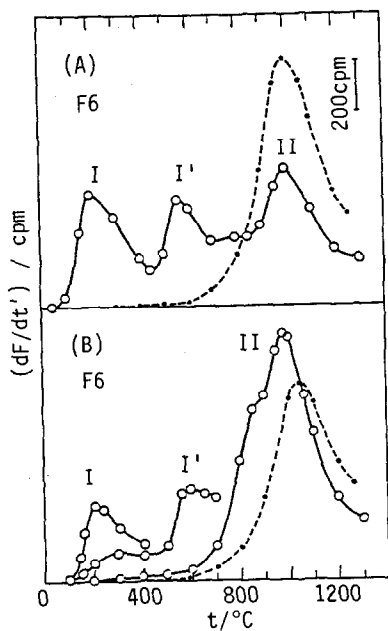 (A)
F6
I
I'
II
200cpm
(dF/dt') / cpm
(B)
F6
I
I'
II
0 400 800 1200
t/°C